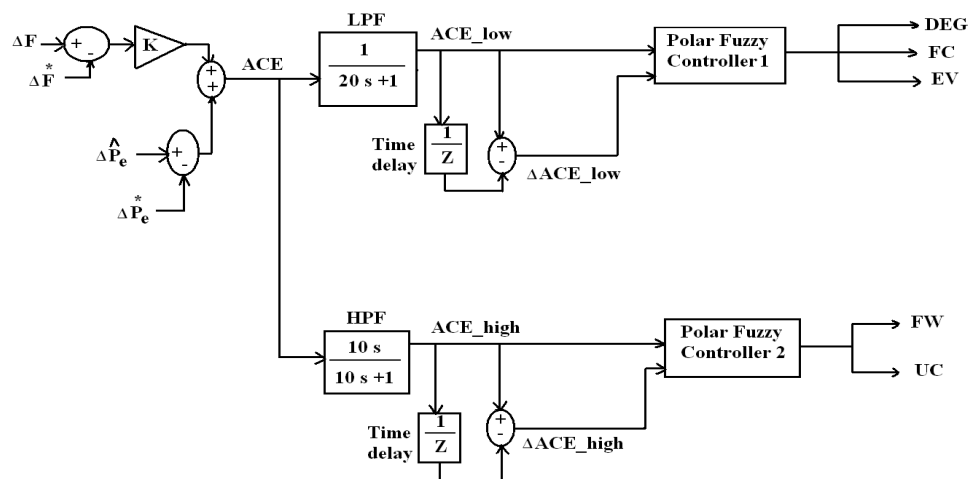 ΔF
+
-
ΔF*
K
+
+
ACE
ΔP̂e
+
-
ΔP*e
LPF
1
20 s +1
ACE_low
Time
delay
1
Z
+
-
ΔACE_low
Polar Fuzzy
Controller 1
DEG
FC
EV
HPF
10 s
10 s +1
ACE_high
Time
delay
1
Z
+
-
ΔACE_high
Polar Fuzzy
Controller 2
FW
UC